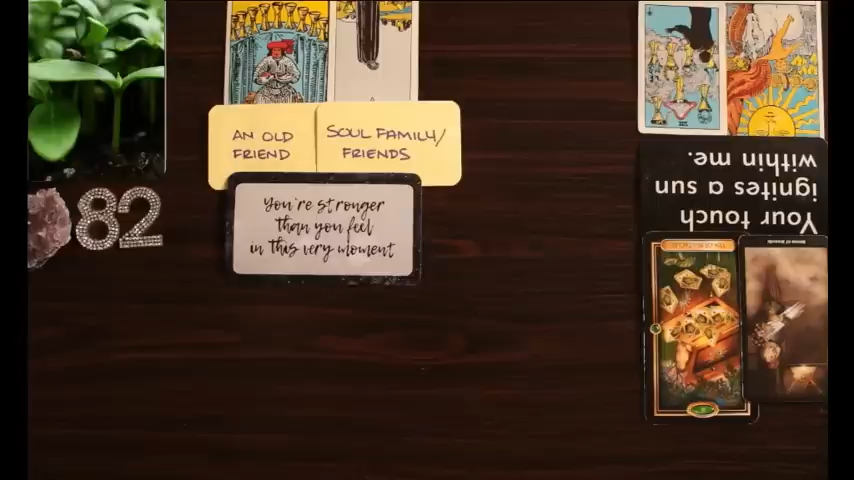 82
AN OLD
FRIEND
SOUL FAMILY/
FRIENDS
You're stronger
than you feel
in this very moment
Your touch
ignites a sun
within me.